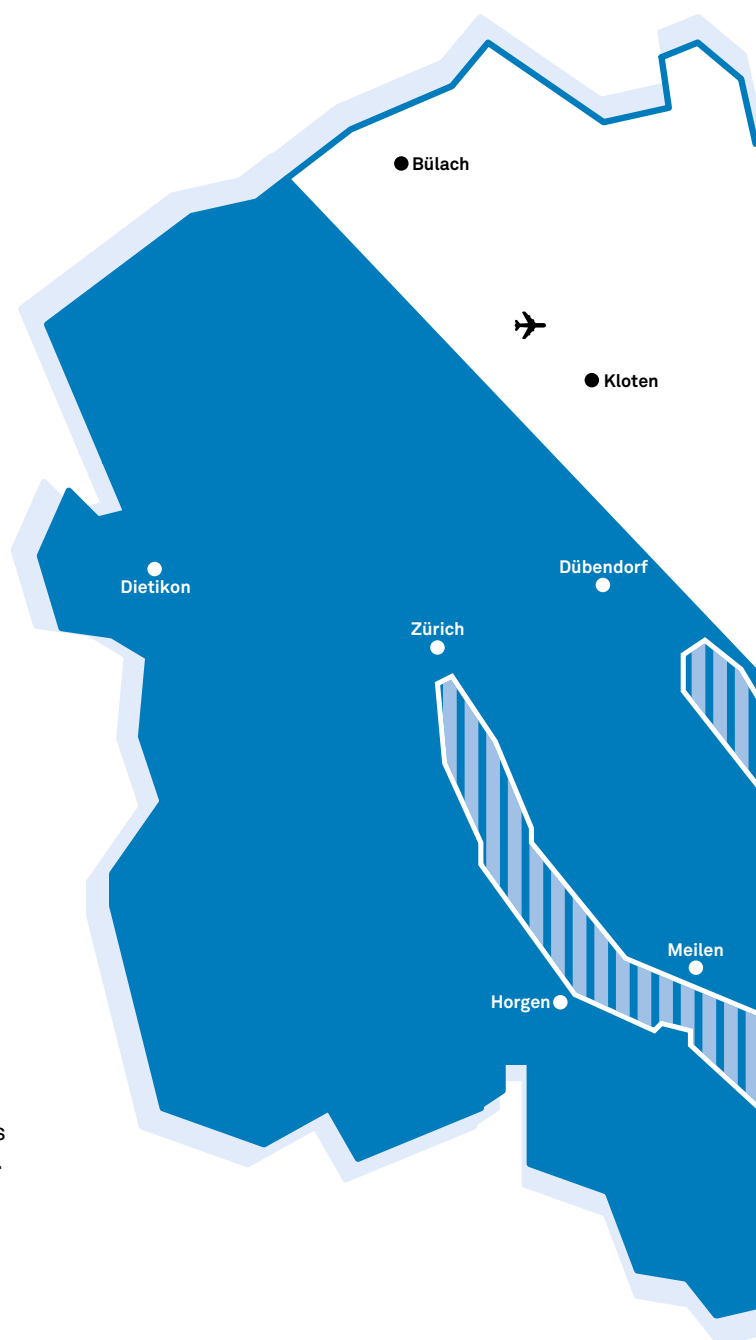 Bülach
Kloten
Dübendorf
Dietikon
Zürich
Meilen
Horgen
s
.